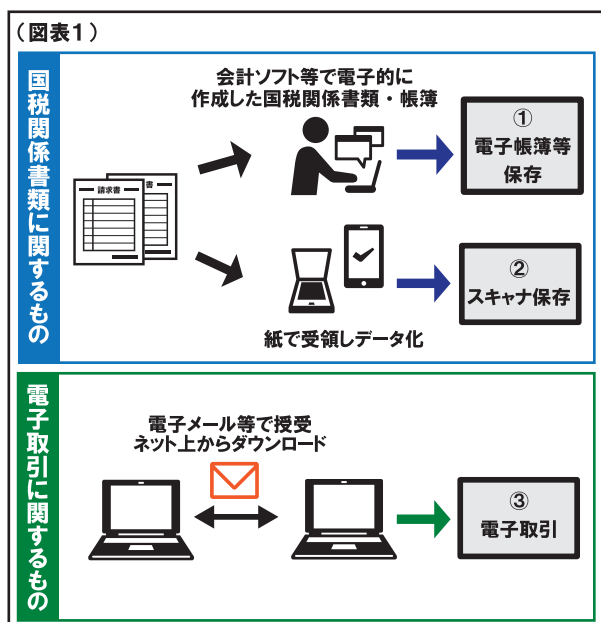 （図表1）
国税関係書類に関するもの
会計ソフト等で電子的に
作成した国税関係書類・帳簿
請求書
書
①
電子帳簿等
保存
②
スキャナ保存
紙で受領しデータ化
電子取引に関するもの
電子メール等で授受
ネット上からダウンロード
③
電子取引